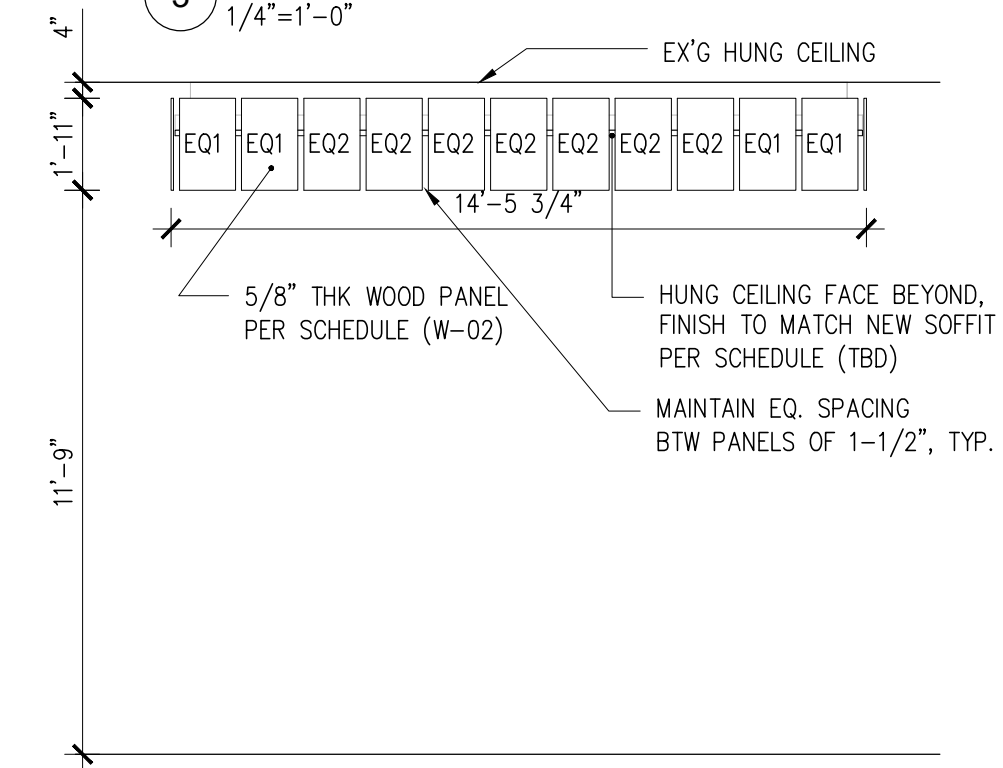 1/4"=1'-0"
4"
EX'G HUNG CEILING
1'-11"
EQ1 EQ1 EQ2 EQ2 EQ2 EQ2 EQ2 EQ2 EQ2 EQ1 EQ1
14'-5 3/4"
5/8" THK WOOD PANEL
PER SCHEDULE (W-02)
HUNG CEILING FACE BEYOND,
FINISH TO MATCH NEW SOFFIT
PER SCHEDULE (TBD)
MAINTAIN EQ. SPACING
BTW PANELS OF 1-1/2", TYP.
11'-9"